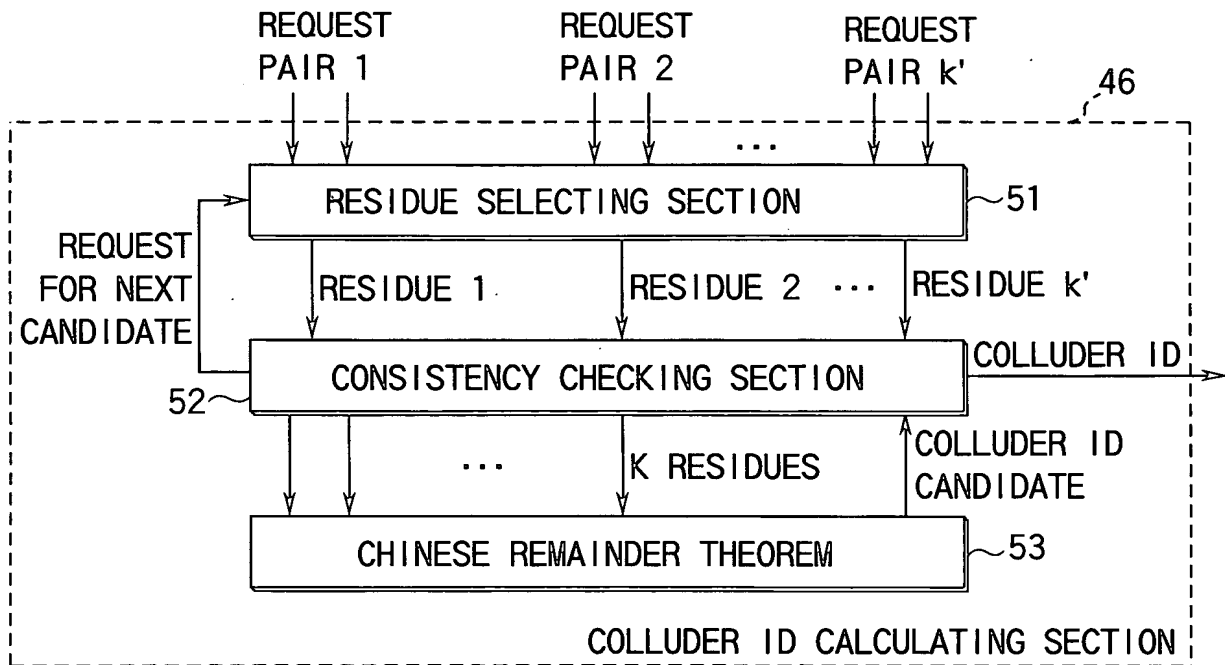 REQUEST
PAIR 1
REQUEST
PAIR 2
REQUEST
PAIR k'
46
...
RESIDUE SELECTING SECTION
51
REQUEST
FOR NEXT
CANDIDATE
RESIDUE 1
RESIDUE 2
...
RESIDUE k'
CONSISTENCY CHECKING SECTION
COLLUDER ID
52
...
K RESIDUES
COLLUDER ID
CANDIDATE
CHINESE REMAINDER THEOREM
53
COLLUDER ID CALCULATING SECTION